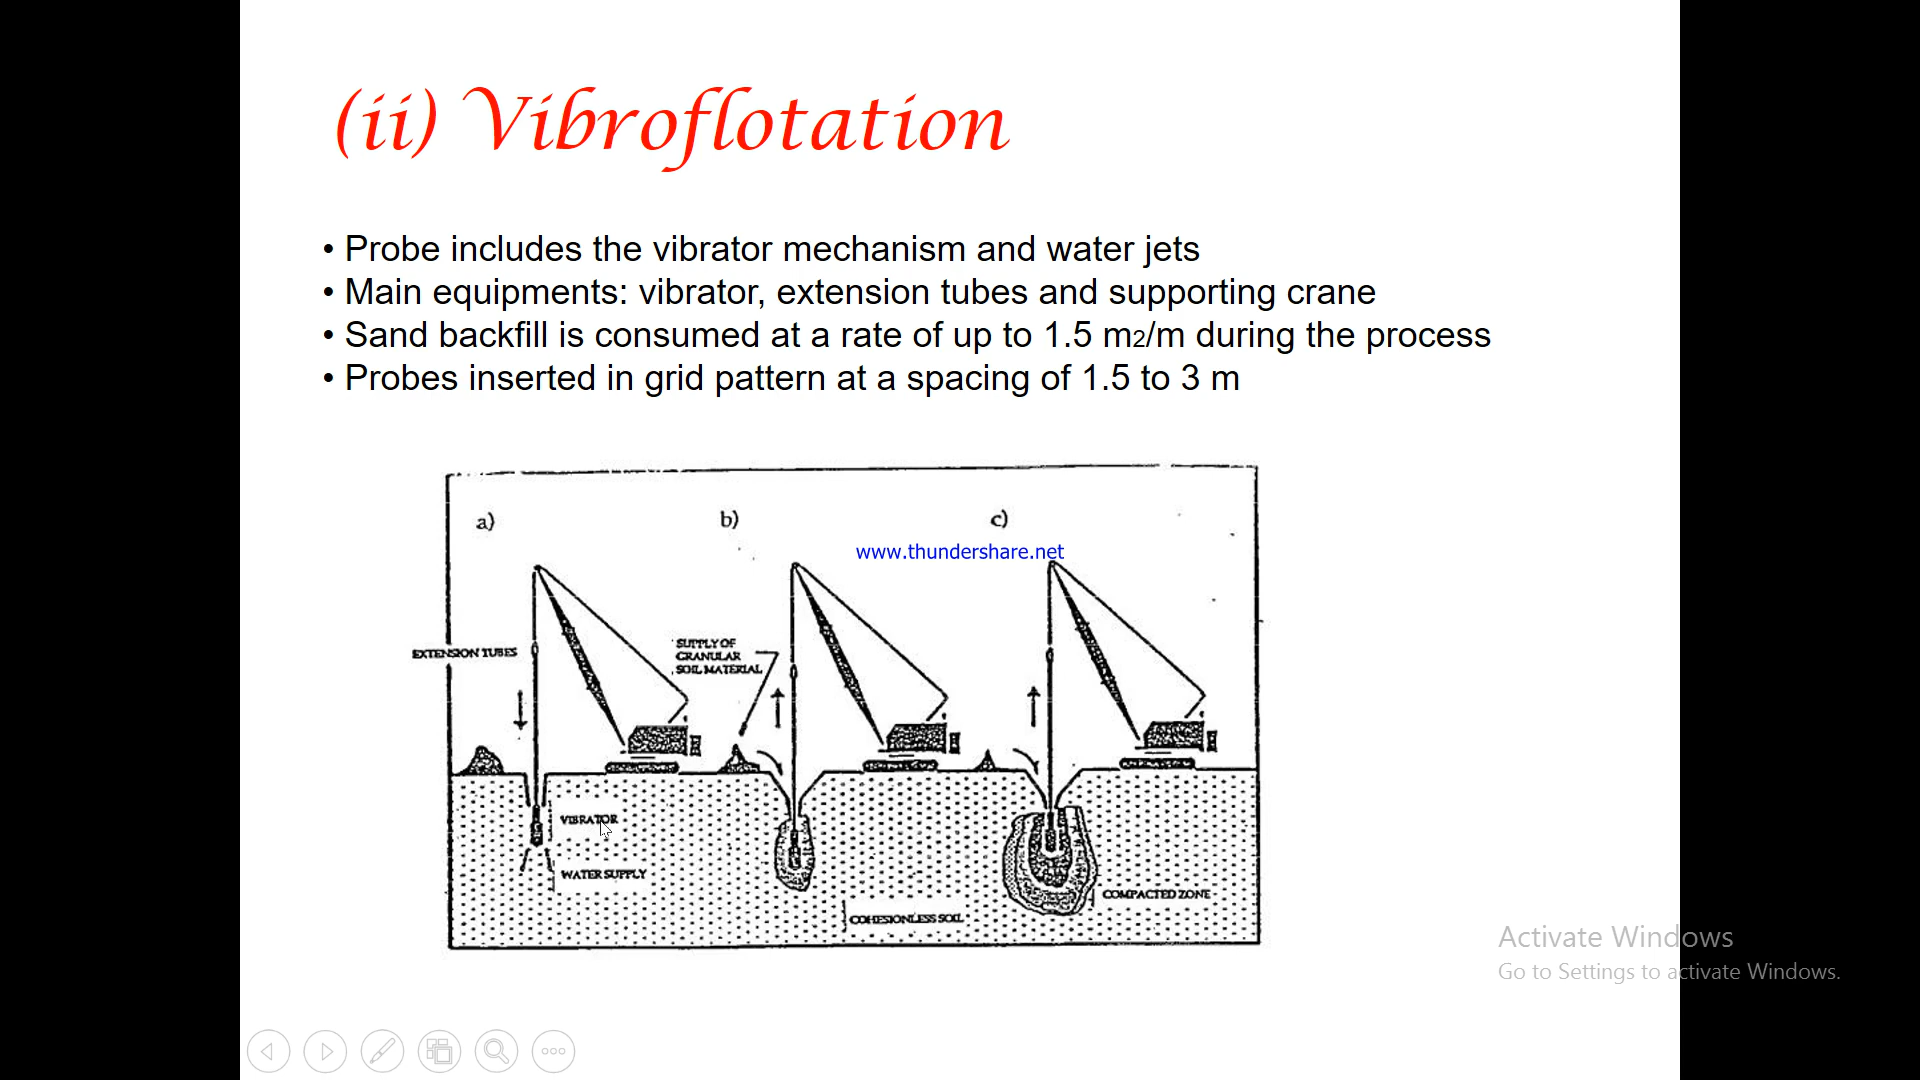 (ii) Vibroflotation
• Probe includes the vibrator mechanism and water jets
• Main equipments: vibrator, extension tubes and supporting crane
• Sand backfill is consumed at a rate of up to 1.5 m2/m during the process
• Probes inserted in grid pattern at a spacing of 1.5 to 3 m
a)
b)
c)
www.thundershare.net
EXTENSION TUBES
SUPPLY OF
GRANULAR
SOIL MATERIAL
VIBRATOR
WATER SUPPLY
COHESIONLESS SOIL
COMPACTED ZONE
Activate Windows
Go to Settings to activate Windows.